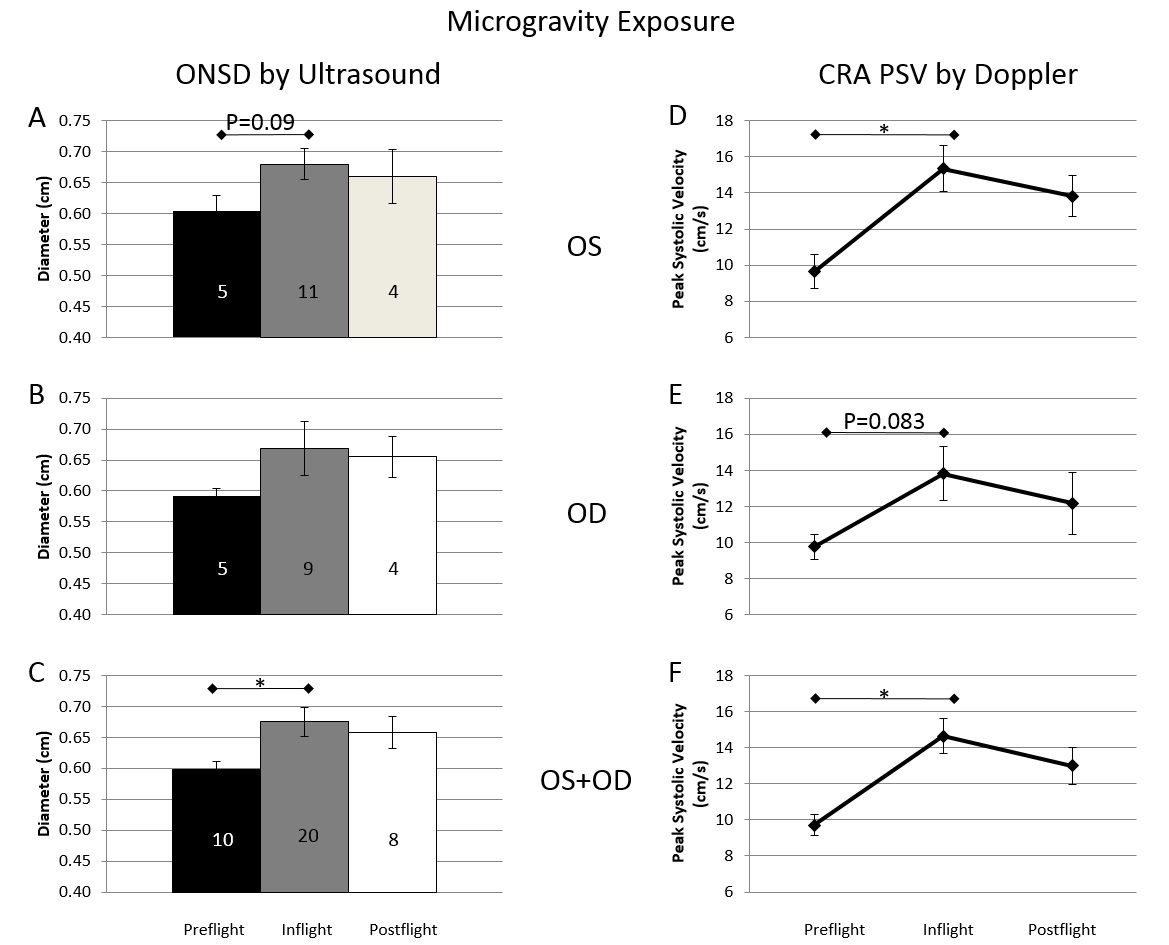 Microgravity Exposure
ONSD by Ultrasound
CRA PSV by Doppler
A
0.75
0.70
0.65
0.60
0.55
0.50
0.45
0.40
Diameter (cm)
P=0.09
5
11
4
OS
D
18
16
14
12
10
8
6
Peak Systolic Velocity
(cm/s)
*
B
0.75
0.70
0.65
0.60
0.55
0.50
0.45
0.40
Diameter (cm)
5
9
4
OD
E
18
16
14
12
10
8
6
Peak Systolic Velocity
(cm/s)
P=0.083
C
0.75
0.70
0.65
0.60
0.55
0.50
0.45
0.40
Diameter (cm)
*
10
20
8
Preflight
Inflight
Postflight
OS+OD
F
18
16
14
12
10
8
6
Peak Systolic Velocity
(cm/s)
*
Preflight
Inflight
Postflight